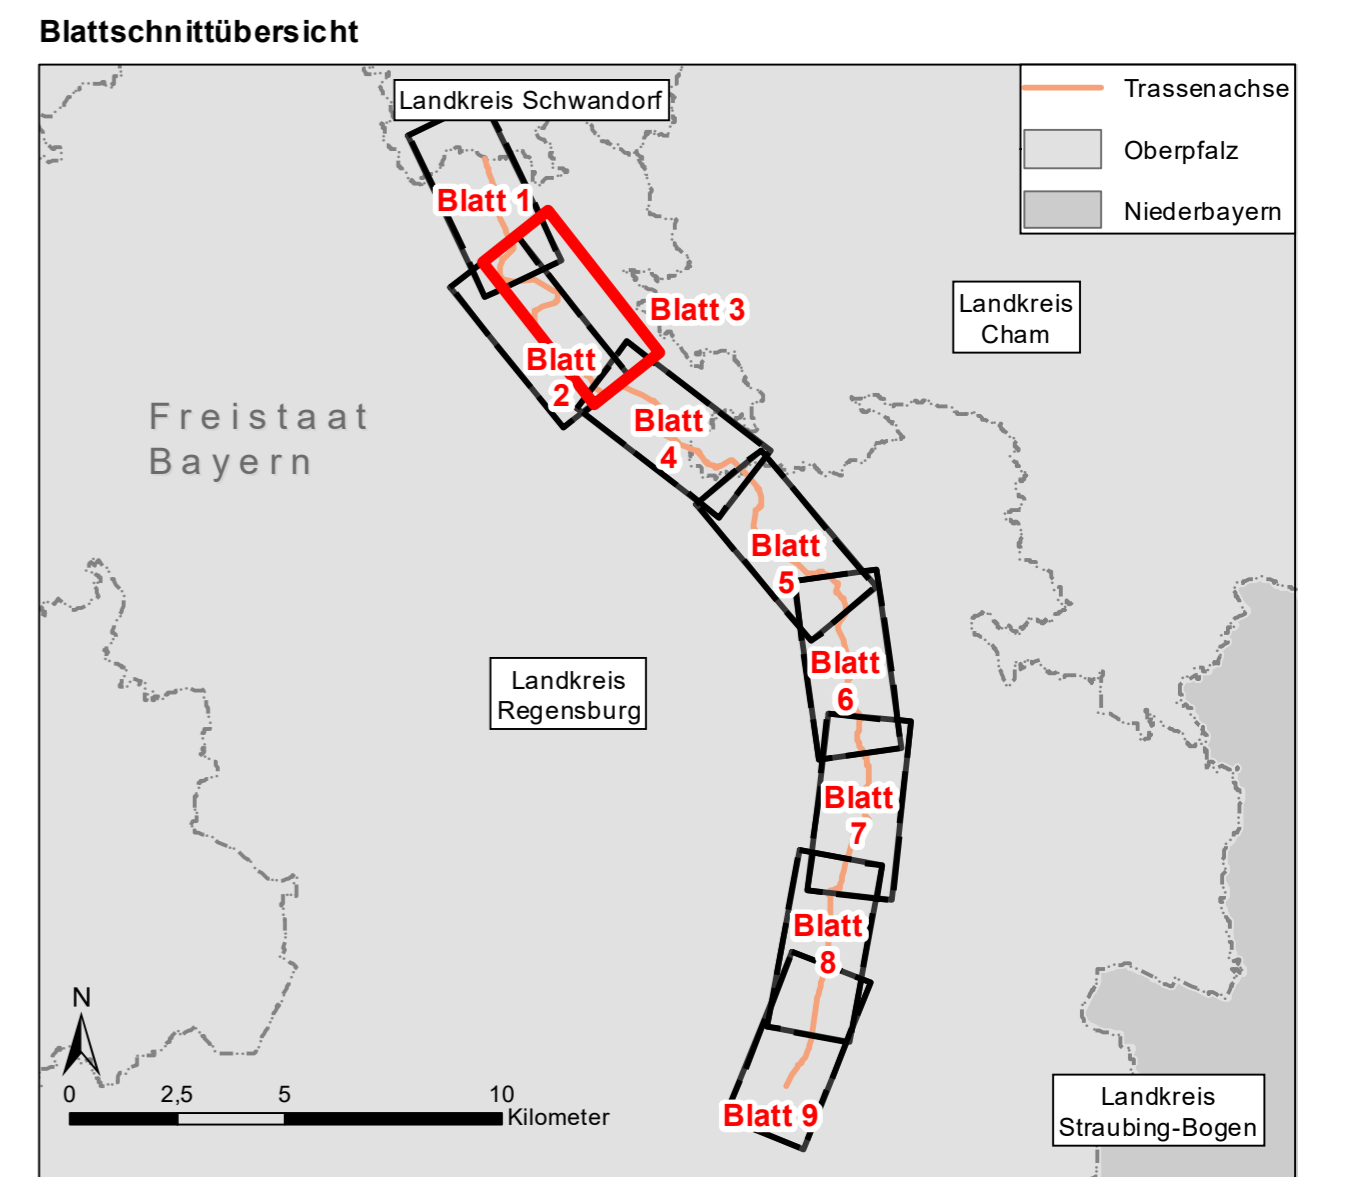 Blattschnittübersicht
Landkreis Schwandorf
Trassenachse
Oberpfalz
Niederbayern
Blatt 1
Blatt 3
Landkreis
Cham
Blatt
2
Freistaat
Bayern
Blatt
4
Blatt
5
Landkreis
Regensburg
Blatt
6
Blatt
7
Blatt
8
N
0 2,5 5 10
Kilometer
Blatt 9
Landkreis
Straubing-Bogen